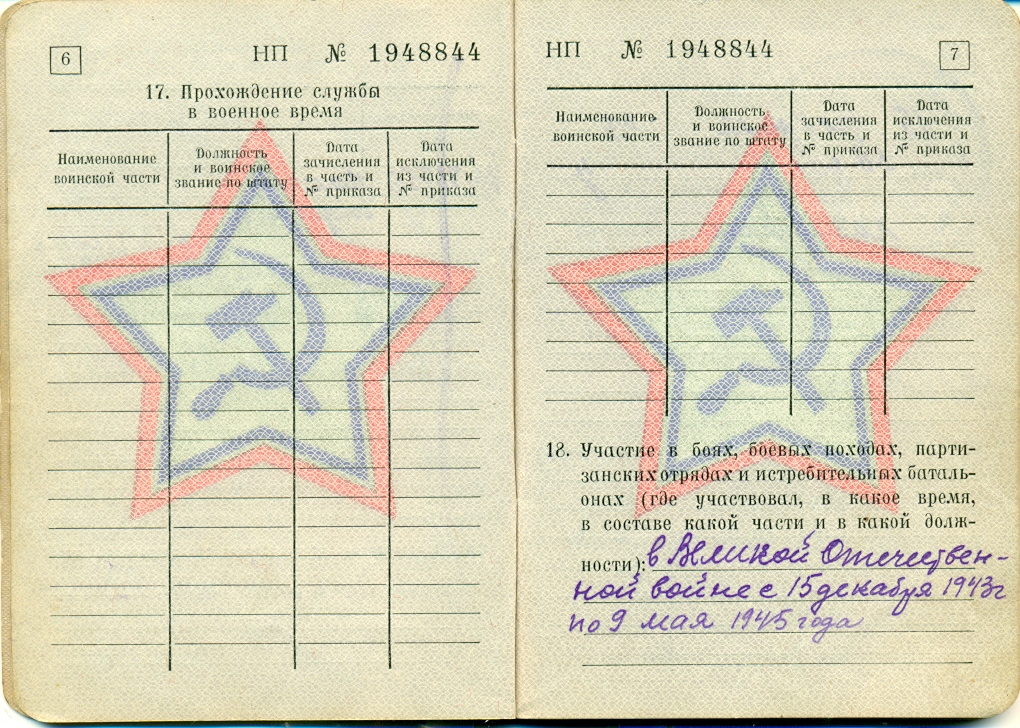 6
НП № 1948844
17. Прохождение службы
в военное время
Наименование
воинской части
Должность
и воинское
звание по штату
Дата
зачисления
в часть и
№ приказа
Дата
исключения
из части и
№ приказа
НП № 1948844
7
Наименование
воинской части
Должность
и воинское
звание по штату
Дата
зачисления
в часть и
№ приказа
Дата
исключения
из части и
№ приказа
18. Участие в боях, боевых походах, парти-
занских отрядах и истребительных баталь-
онах (где участвовал, в какое время,
в составе какой части и в какой долж-
ности): в Великой Отечествен-
ной войне с 15 декабря 1943г
по 9 мая 1945 года